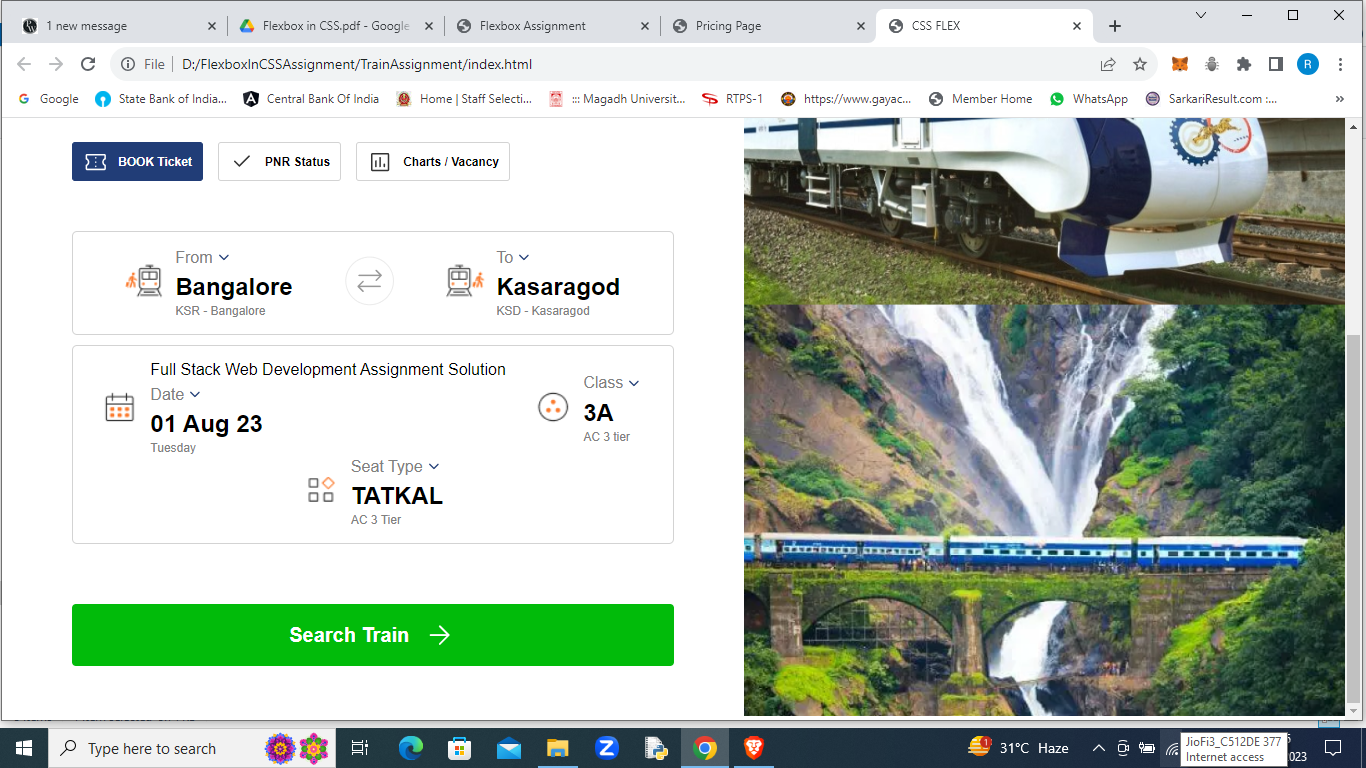 1 new message
Flexbox in CSS.pdf - Google
Flexbox Assignment
Pricing Page
CSS FLEX
File
D:/FlexboxInCSSAssignment/TrainAssignment/index.html
R
Google
State Bank of India...
Central Bank Of India
Home | Staff Selecti...
::: Magadh Universit...
RTPS-1
https://www.gayac...
Member Home
WhatsApp
SarkariResult.com :...
»
BOOK Ticket
PNR Status
Charts / Vacancy
From
Bangalore
KSR - Bangalore
To
Kasaragod
KSD - Kasaragod
Full Stack Web Development Assignment Solution
Date
01 Aug 23
Tuesday
Class
3A
AC 3 tier
Seat Type
TATKAL
AC 3 Tier
Search Train
Type here to search
Z
1
31°C Haze
JioFi3_C512DE 377
Internet access